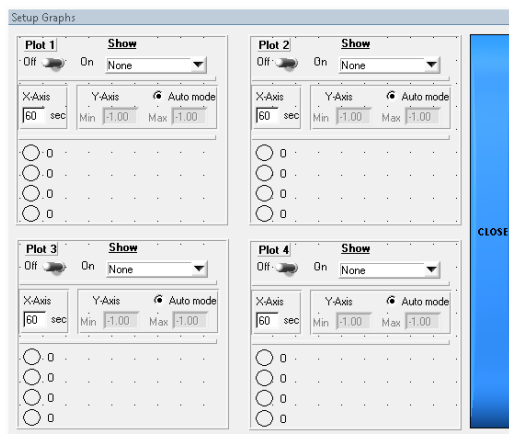 Setup Graphs
Plot 1 Show
Off On None
X-Axis Y-Axis Auto mode
60 sec Min -1.00 Max -1.00
0
0
0
0
Plot 2 Show
Off On None
X-Axis Y-Axis Auto mode
60 sec Min -1.00 Max -1.00
0
0
0
0
Plot 3 Show
Off On None
X-Axis Y-Axis Auto mode
60 sec Min -1.00 Max -1.00
0
0
0
0
Plot 4 Show
Off On None
X-Axis Y-Axis Auto mode
60 sec Min -1.00 Max -1.00
0
0
0
0
CLOSE